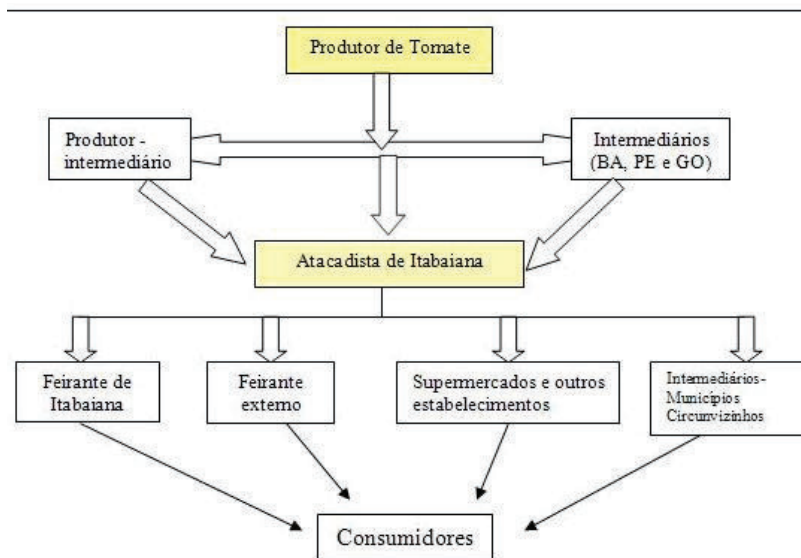 Produtor de Tomate
Produtor -
intermediário
Intermediários
(BA, PE e GO)
Atacadista de Itabaiana
Feirante de
Itabaiana
Feirante
externo
Supermercados e outros
estabelecimentos
Intermediários-
Municípios
Circunvizinhos
Consumidores